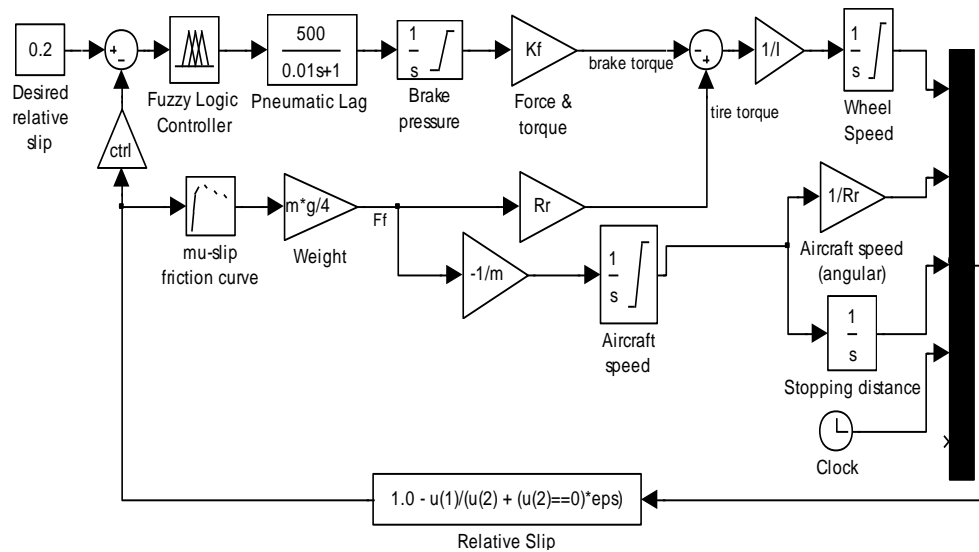 0.2
Desired
relative
slip
+
-
Fuzzy Logic
Controller
500
0.01s+1
Pneumatic Lag
1
s
Brake
pressure
Kf
Force &
torque
brake torque
-
+
tire torque
1/I
1
s
Wheel
Speed
ctrl
mu-slip
friction curve
m*g/4
Weight
Ff
Rr
-1/m
1
s
Aircraft
speed
1/Rr
Aircraft speed
(angular)
1
s
Stopping distance
Clock
1.0 - u(1)/(u(2) + (u(2)==0)*eps)
Relative Slip